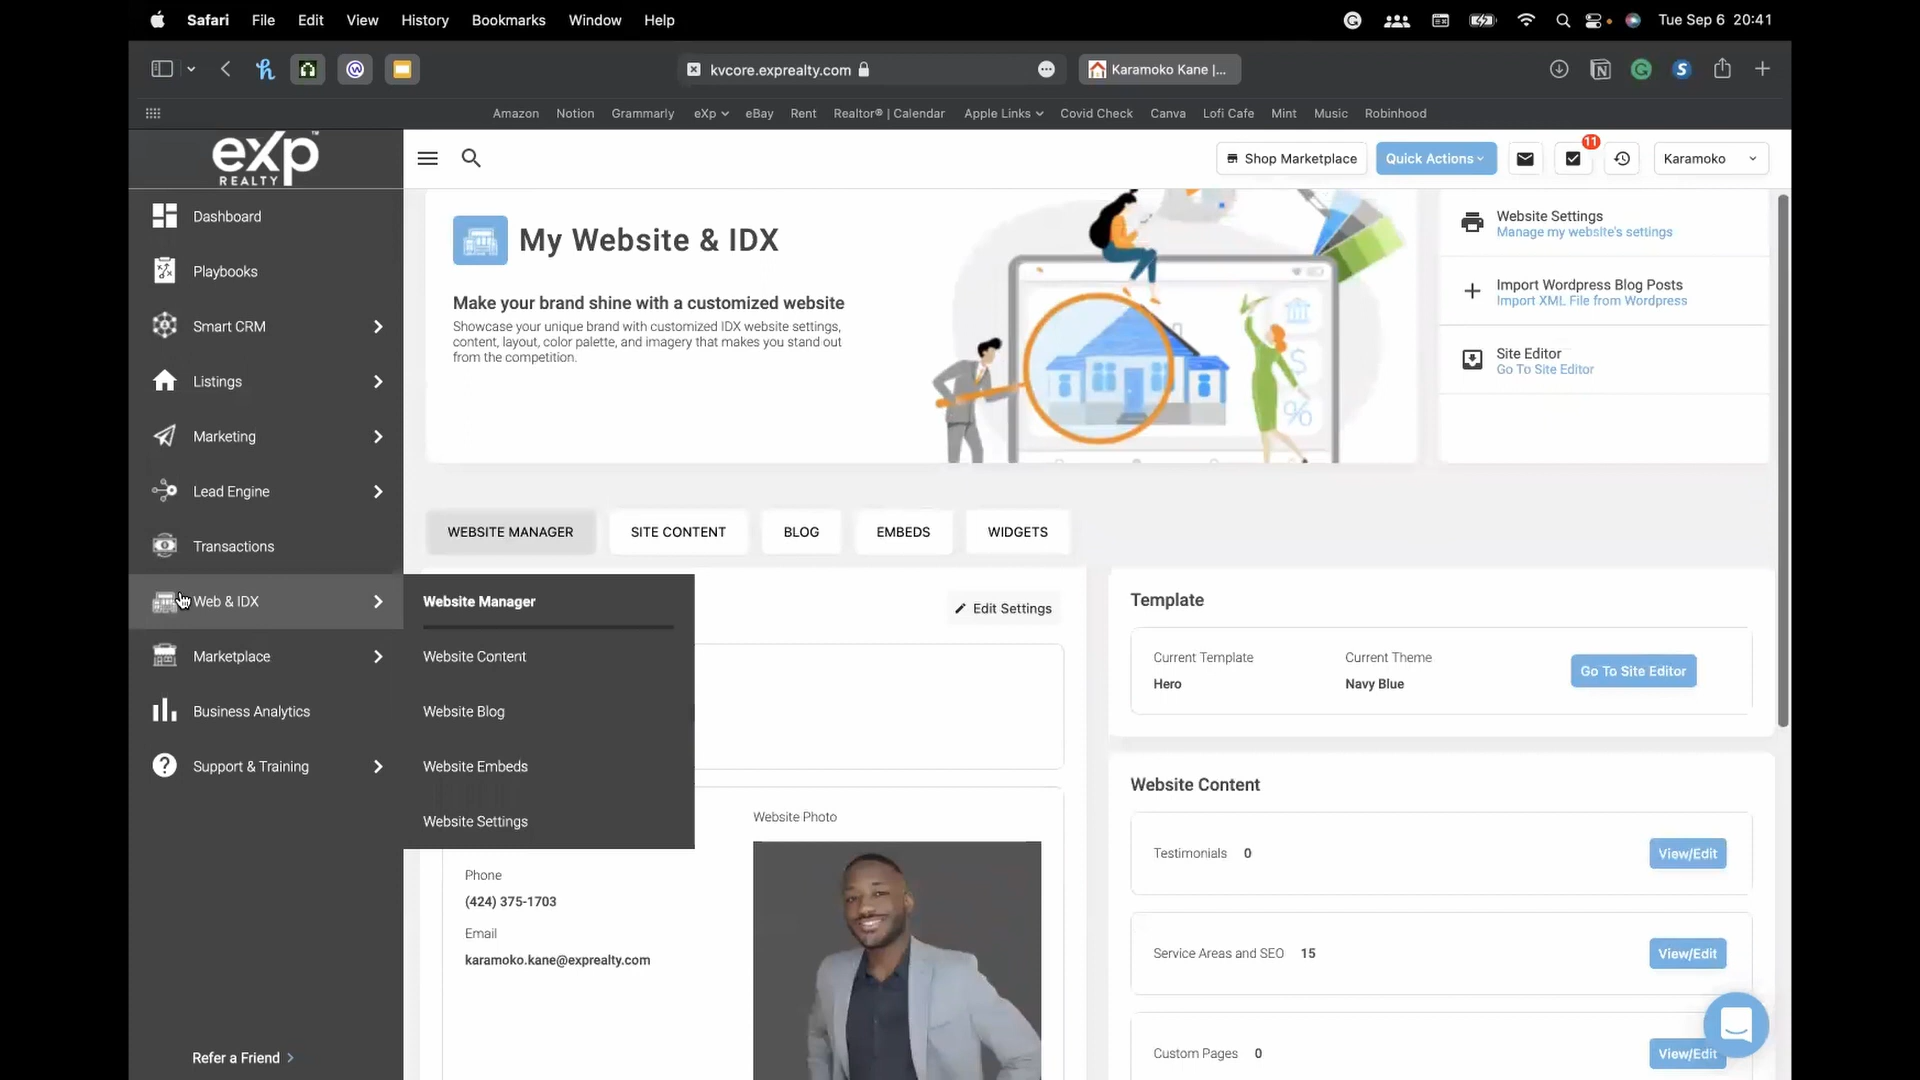 Safari File Edit View History Bookmarks Window Help
Tue Sep 6 20:41
kvcore.exprealty.com
Karamoko Kane |...
Amazon Notion Grammarly eXp eBay Rent Realtor® | Calendar Apple Links Covid Check Canva Lofi Cafe Mint Music Robinhood
exp™
REALTY
Shop Marketplace
Quick Actions
11
Karamoko
Dashboard
Playbooks
Smart CRM
Listings
Marketing
Lead Engine
Transactions
Web & IDX
Marketplace
Business Analytics
Support & Training
Refer a Friend >
Website Manager
Website Content
Website Blog
Website Embeds
Website Settings
My Website & IDX
Make your brand shine with a customized website
Showcase your unique brand with customized IDX website settings,
content, layout, color palette, and imagery that makes you stand out
from the competition.
$
%
Website Settings
Manage my website's settings
Import Wordpress Blog Posts
Import XML File from Wordpress
Site Editor
Go To Site Editor
WEBSITE MANAGER
SITE CONTENT
BLOG
EMBEDS
WIDGETS
Edit Settings
Phone
(424) 375-1703
Email
karamoko.kane@exprealty.com
Website Photo
Template
Current Template
Hero
Current Theme
Navy Blue
Go To Site Editor
Website Content
Testimonials 0
View/Edit
Service Areas and SEO 15
View/Edit
Custom Pages 0
View/Edit